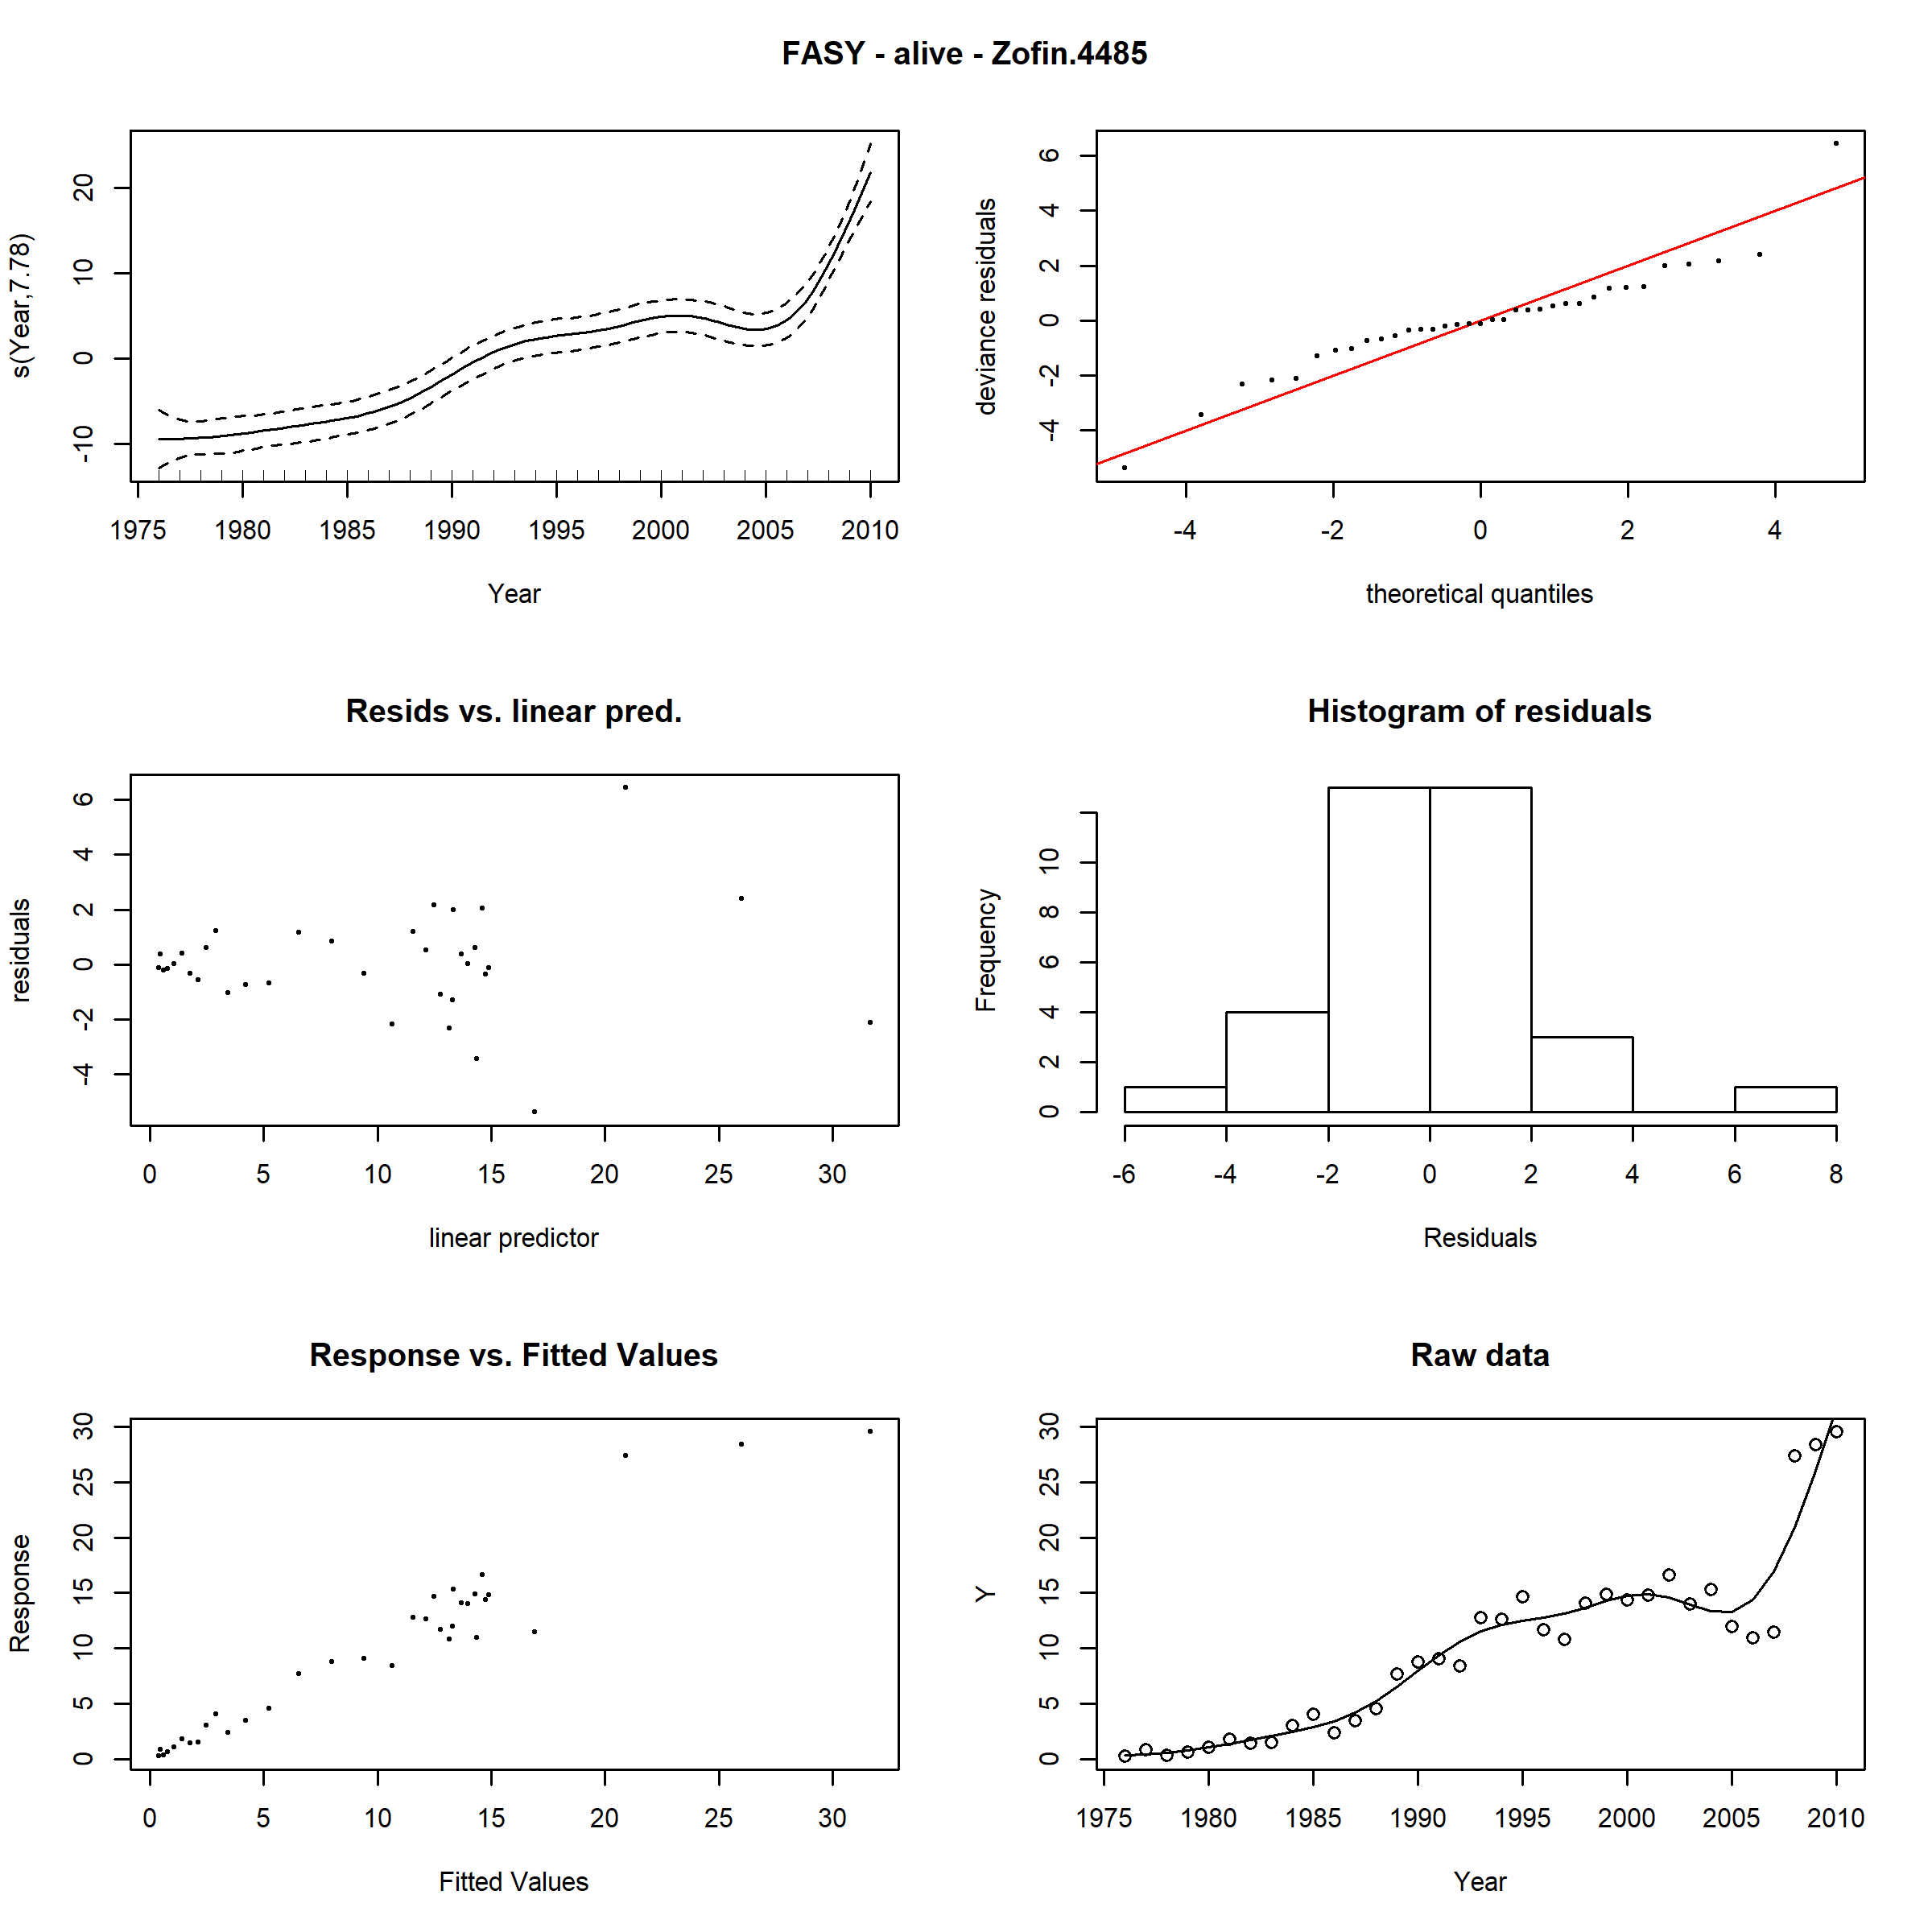 FASY - alive - Zofin.4485
s(Year,7.78)
20
10
0
-10
1975 1980 1985 1990 1995 2000 2005 2010
Year
deviance residuals
6
4
2
0
-2
-4
-4 -2 0 2 4
theoretical quantiles
Resids vs. linear pred.
residuals
6
4
2
0
-2
-4
0 5 10 15 20 25 30
linear predictor
Histogram of residuals
Frequency
10
8
6
4
2
0
-6 -4 -2 0 2 4 6 8
Residuals
Response vs. Fitted Values
Response
30
25
20
15
10
5
0
0 5 10 15 20 25 30
Fitted Values
Raw data
Y
30
25
20
15
10
5
0
1975 1980 1985 1990 1995 2000 2005 2010
Year